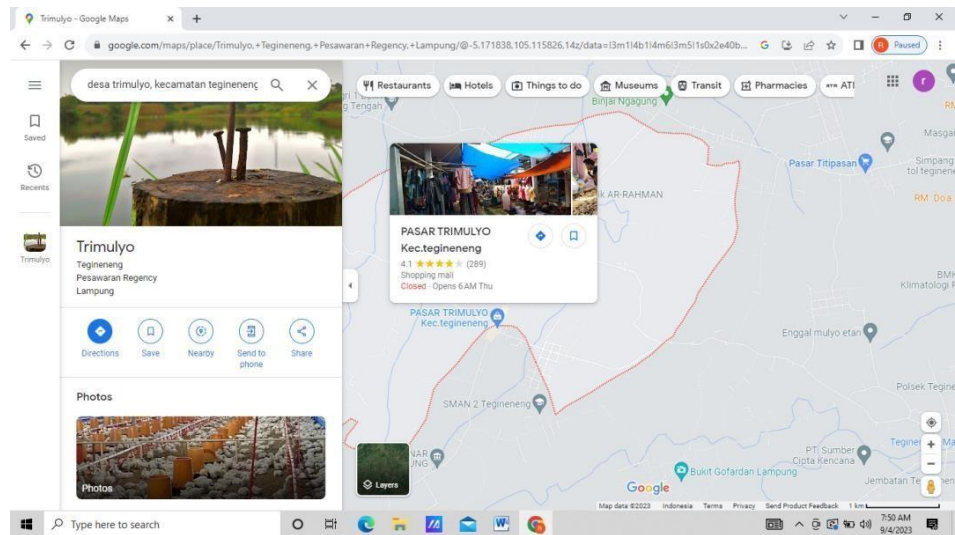 Trimulyo - Google Maps
google.com/maps/place/Trimulyo,+Tegineneng,+Pesawaran+Regency,+Lampung/@-5.171838,105.115826,14z/data=!3m1!4b1!4m6!3m5!1s0x2e40b...
Paused
desa trimulyo, kecamatan tegineneng
Restaurants
Hotels
Things to do
Museums
Transit
Pharmacies
ATI
Saved
Recents
Trimulyo
Trimulyo
Tegineneng
Pesawaran Regency
Lampung
Directions
Save
Nearby
Send to
phone
Share
Photos
Photos
g Tengah
Binjai Ngagung
Masgar
Pasar Titipasan
Simpang
tol teginene
RM Doa
k AR-RAHMAN
PASAR TRIMULYO
Kec.tegineneng
4.1 ★★★★★ (289)
Shopping mall
Closed · Opens 6 AM Thu
BMK
Klimatologi P
PASAR TRIMULYO
Kec.tegineneng
Enggal mulyo etan
Polsek Tegine
SMAN 2 Tegineneng
NAR
UNG
PT. Sumber
Cipta Kencana
Bukit Gofardan Lampung
Jembatan Te
Layers
Google
Map data ©2023
Indonesia
Terms
Privacy
Send Product Feedback
1 km
Type here to search
7:50 AM
9/4/2023